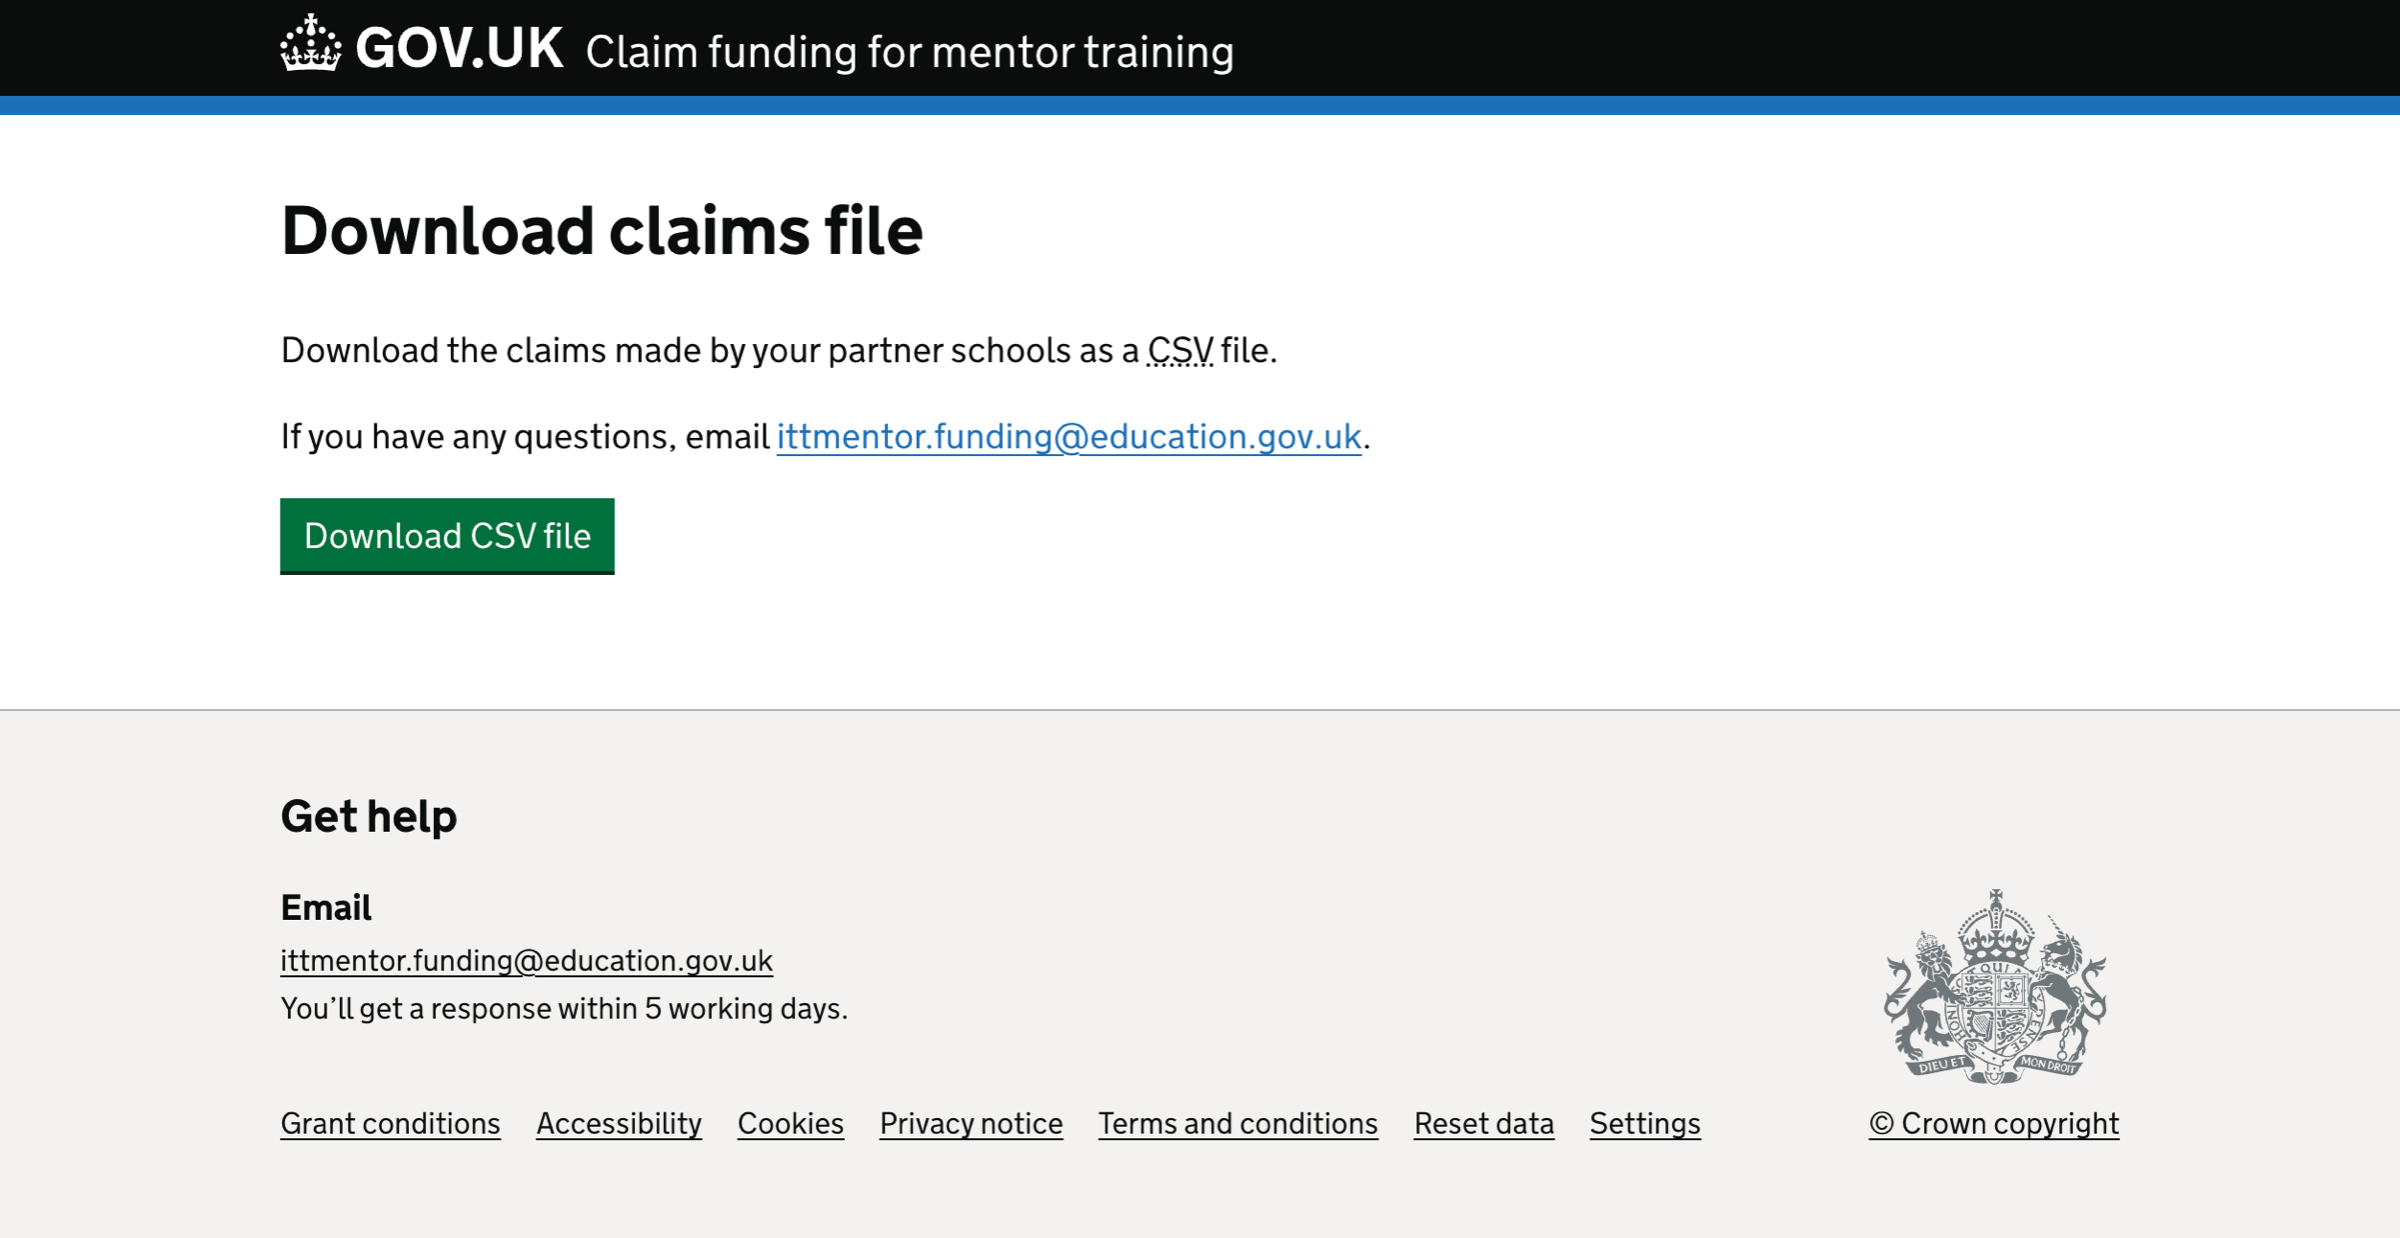 GOV.UK Claim funding for mentor training
Download claims file
Download the claims made by your partner schools as a CSV file.
If you have any questions, email ittmentor.funding@education.gov.uk.
Download CSV file
Get help
Email
ittmentor.funding@education.gov.uk
You’ll get a response within 5 working days.
DIEU ET MON DROIT
Grant conditions Accessibility Cookies Privacy notice Terms and conditions Reset data Settings © Crown copyright